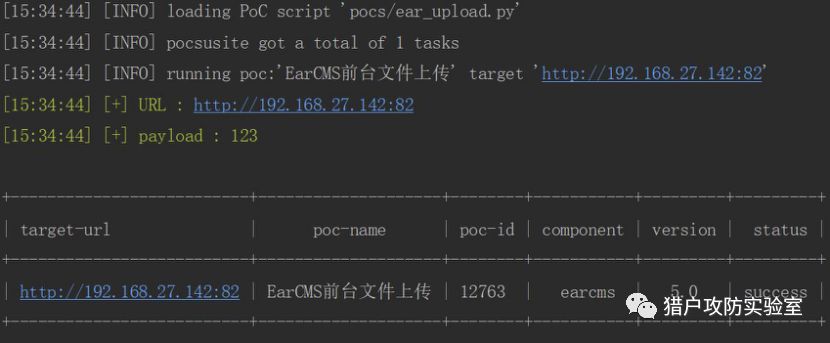 [15:34:44] [INFO] loading PoC script 'pocs/ear_upload.py'
[15:34:44] [INFO] pocsusite got a total of 1 tasks
[15:34:44] [INFO] running poc:'EarCMS前台文件上传' target 'http://192.168.27.142:82'
[15:34:44] [+] URL : http://192.168.27.142:82
[15:34:44] [+] payload : 123
| target-url | poc-name | poc-id | component | version | status |
| http://192.168.27.142:82 | EarCMS前台文件上传 | 12763 | earcms | 5.0 | success |
猎户攻防实验室